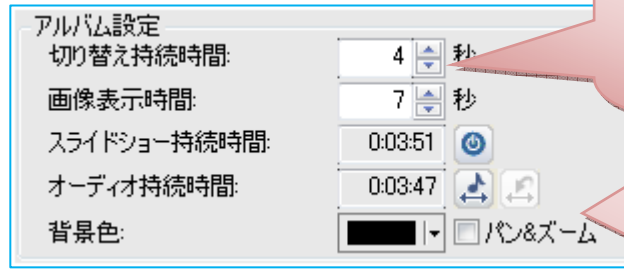 アルバム設定
切り替え持続時間: 4 秒
画像表示時間: 7 秒
スライドショー持続時間: 0:03:51
オーディオ持続時間: 0:03:47
背景色: パン&ズーム